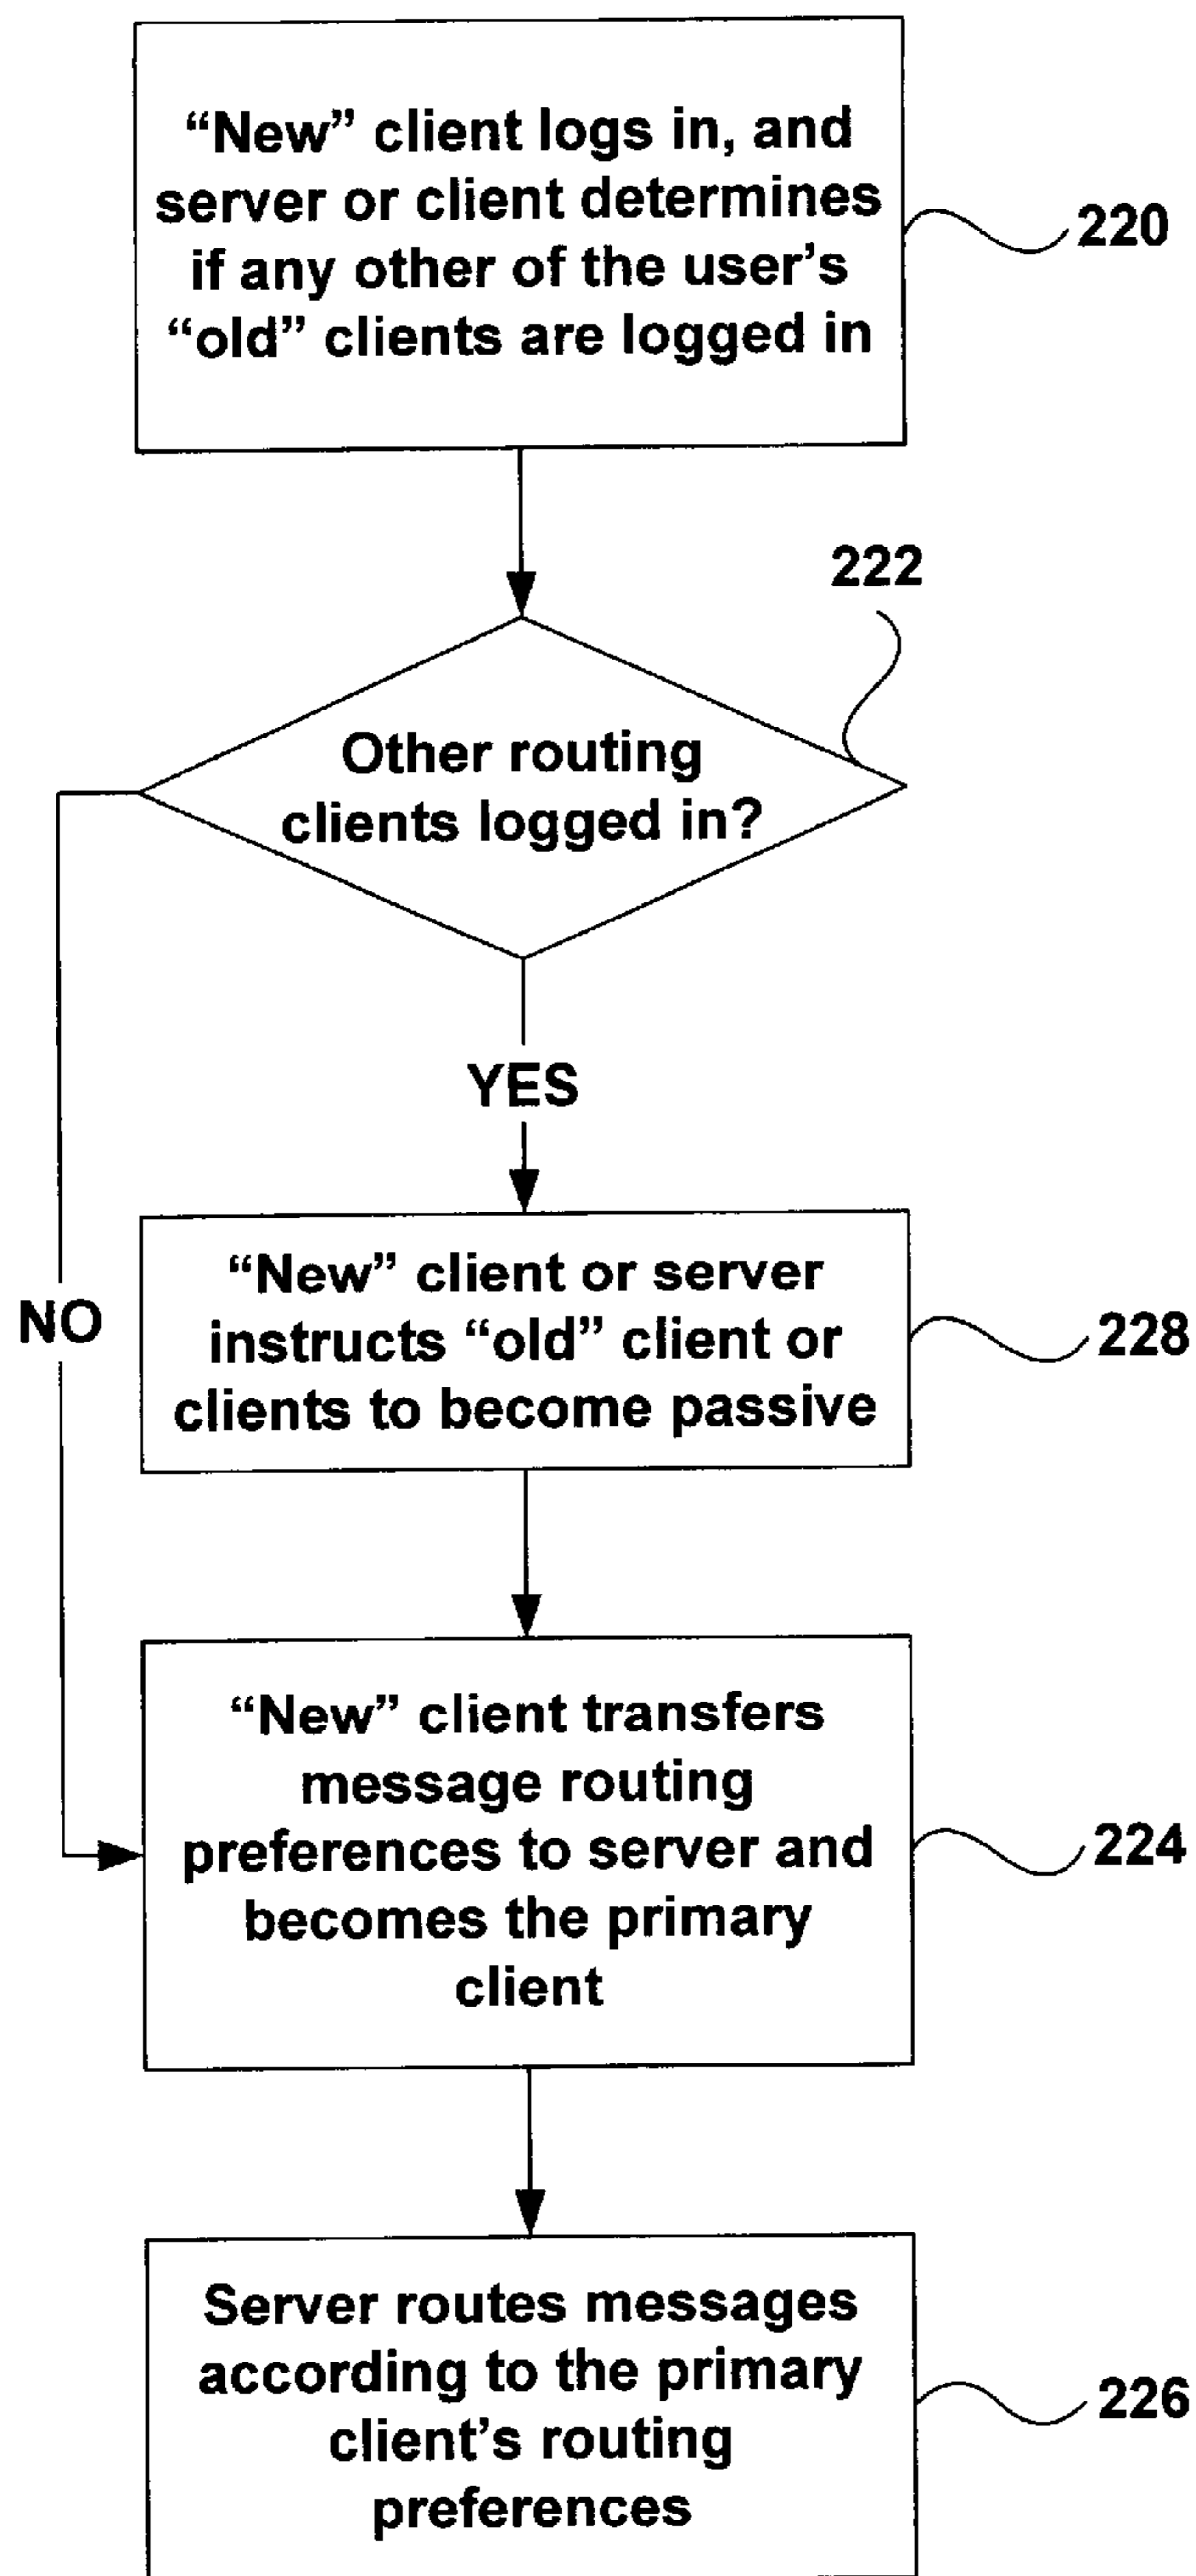 “New” client logs in, and
server or client determines
if any other of the user’s
“old” clients are logged in
220
222
Other routing
clients logged in?
YES
NO
“New” client or server
instructs “old” client or
clients to become passive
228
“New” client transfers
message routing
preferences to server and
becomes the primary
client
224
Server routes messages
according to the primary
client’s routing
preferences
226